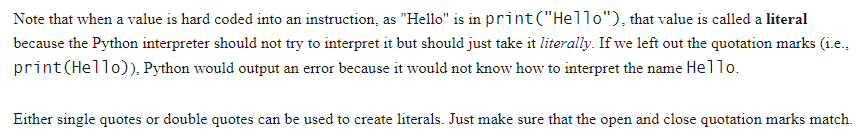 Note that when a value is hard coded into an instruction, as "Hello" is in print("Hello"), that value is called a literal
because the Python interpreter should not try to interpret it but should just take it literally. If we left out the quotation marks (i.e.,
print(Hello)), Python would output an error because it would not know how to interpret the name Hello.
Either single quotes or double quotes can be used to create literals. Just make sure that the open and close quotation marks match.